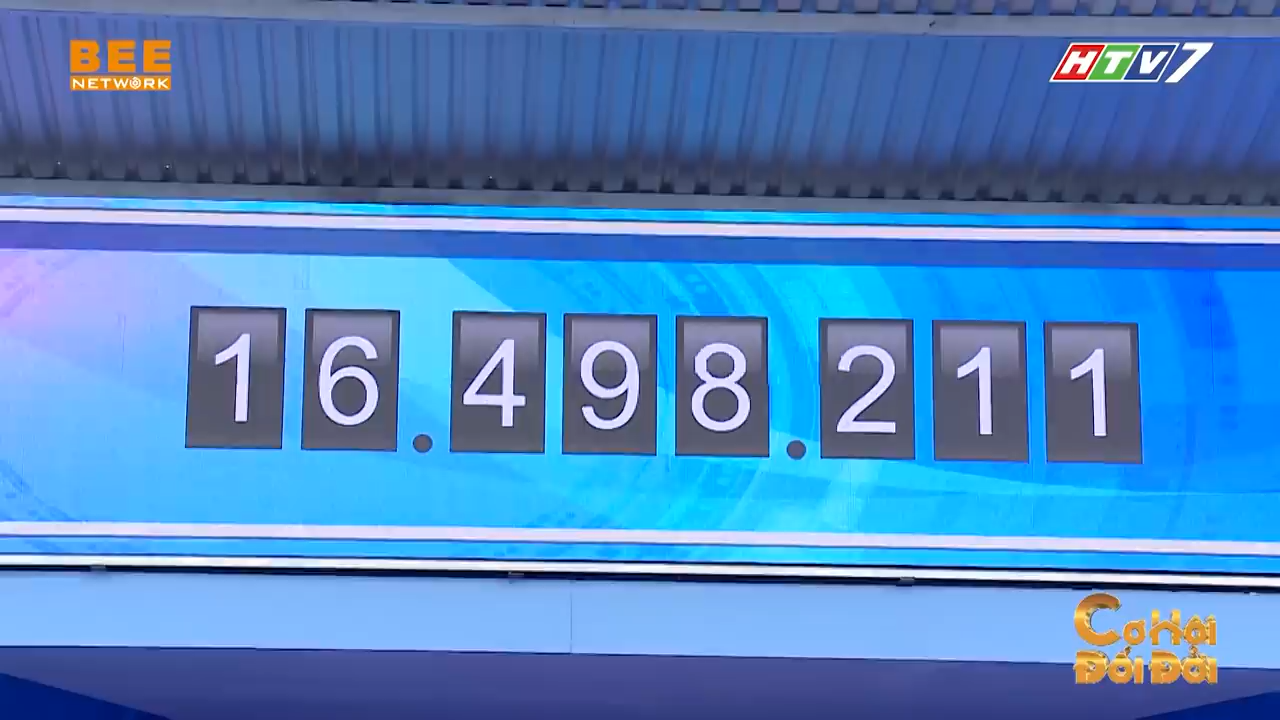 BEE
NETWORK
HTV7
16.498.211
Cơ Hội
Đổi Đời